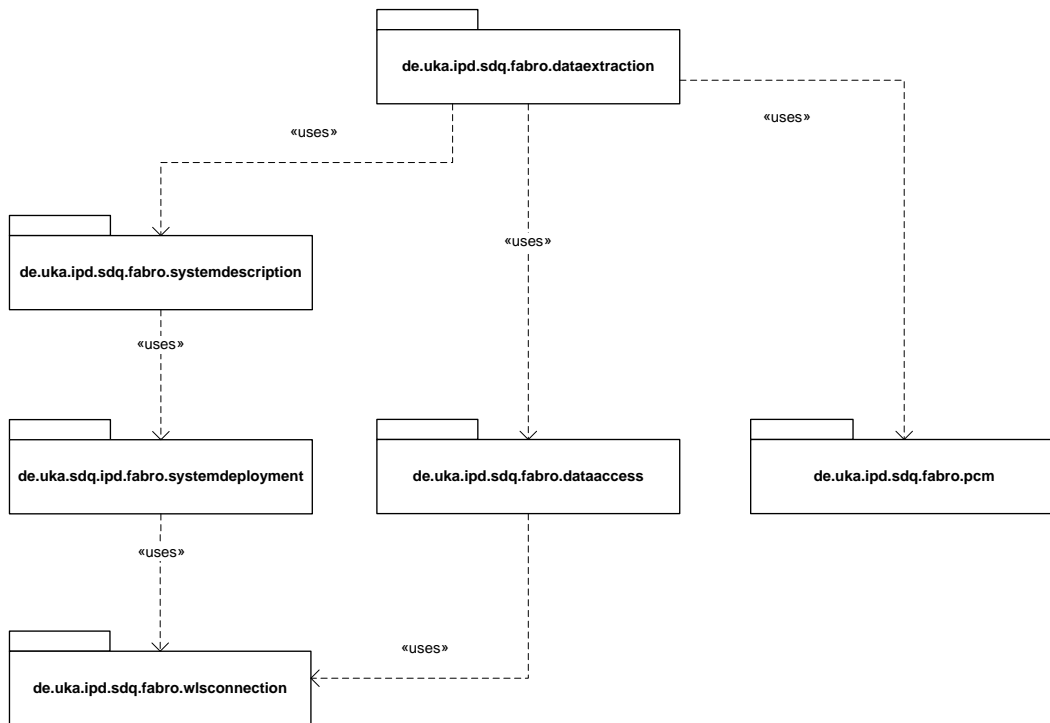 de.uka.ipd.sdq.fabro.dataextraction
«uses»
«uses»
«uses»
de.uka.ipd.sdq.fabro.systemdescription
«uses»
de.uka.sdq.ipd.fabro.systemdeployment
de.uka.ipd.sdq.fabro.dataaccess
de.uka.ipd.sdq.fabro.pcm
«uses»
«uses»
de.uka.ipd.sdq.fabro.wlsconnection